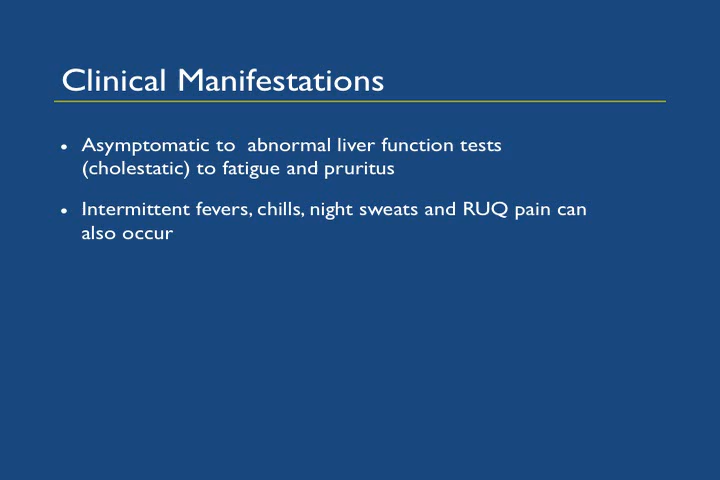 Clinical Manifestations
• Asymptomatic to  abnormal liver function tests
(cholestatic) to fatigue and pruritus
• Intermittent fevers, chills, night sweats and RUQ pain can
also occur